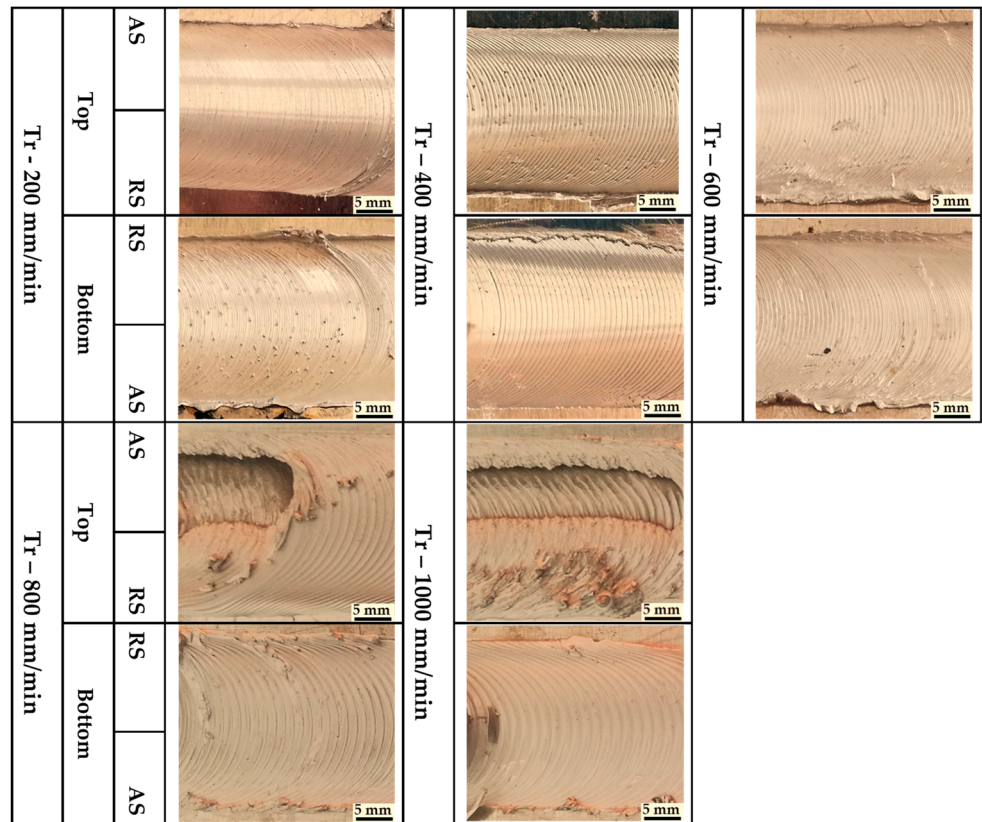 Tr - 200 mm/min
Top
AS
RS
5 mm
Bottom
RS
AS
5 mm
Tr – 400 mm/min
5 mm
5 mm
Tr – 600 mm/min
5 mm
5 mm
Tr – 800 mm/min
Top
AS
RS
5 mm
Bottom
RS
AS
5 mm
Tr – 1000 mm/min
5 mm
5 mm